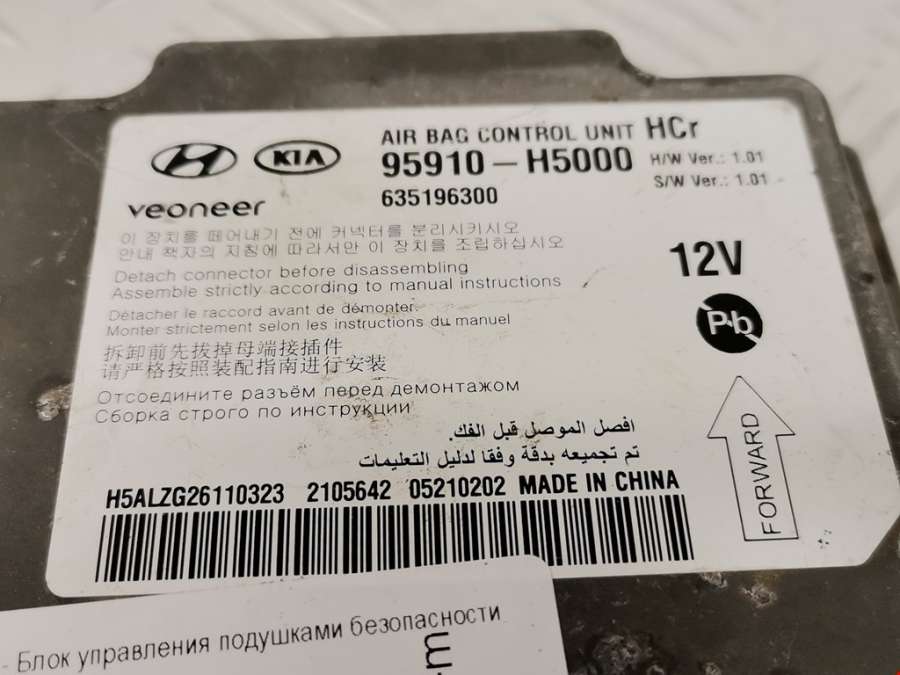 AIR BAG CONTROL UNIT HCr
KIA
95910-H5000 H/W Ver.: 1.01
S/W Ver.: 1.01
635196300
veoneer
이 장치를 떼어내기 전에 커넥터를 분리시키시오
안내 책자의 지침에 따라서만 이 장치를 조립하십시오
12V
Detach connector before disassembling
Assemble strictly according to manual instructions
Détacher le raccord avant de démonter.
Monter strictement selon les instructions du manuel
Pb
拆卸前先拔掉母端接插件
请严格按照装配指南进行安装
Отсоедините разъём перед демонтажом
Сборка строго по инструкции
افصل الموصل قبل الفك.
تم تجميعه بدقة وفقا لدليل التعليمات
FORWARD
H5ALZG26110323 2105642 05210202 MADE IN CHINA
- Блок управления подушками безопасности